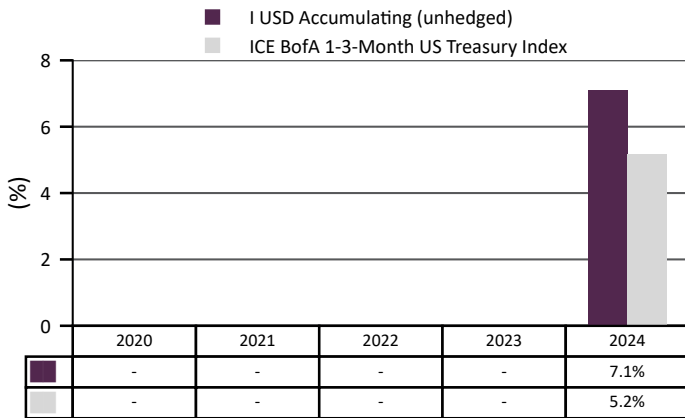 I USD Accumulating (unhedged)
ICE BofA 1-3-Month US Treasury Index
(%)
8
6
4
2
0
2020 2021 2022 2023 2024
- - - - 7.1%
- - - - 5.2%